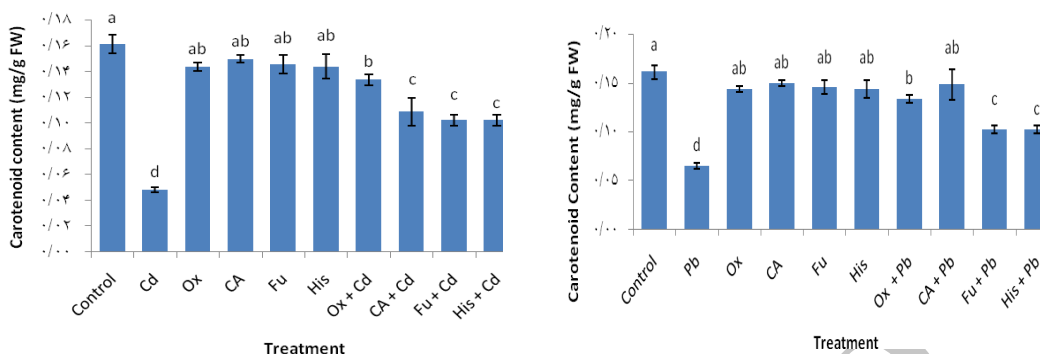 Carotenoid content (mg/g FW)
۰/۱۸
۰/۱۶
۰/۱۴
۰/۱۲
۰/۱۰
۰/۰۸
۰/۰۶
۰/۰۴
۰/۰۲
۰/۰۰
a
d
ab
ab
ab
ab
b
c
c
c
Control
Cd
Ox
CA
Fu
His
Ox + Cd
CA + Cd
Fu + Cd
His + Cd
Treatment
Carotenoid Content (mg/g FW)
۰/۲۰
۰/۱۵
۰/۱۰
۰/۰۵
۰/۰۰
a
d
ab
ab
ab
ab
b
ab
c
c
Control
Pb
Ox
CA
Fu
His
Ox + Pb
CA + Pb
Fu + Pb
His + Pb
Treatment